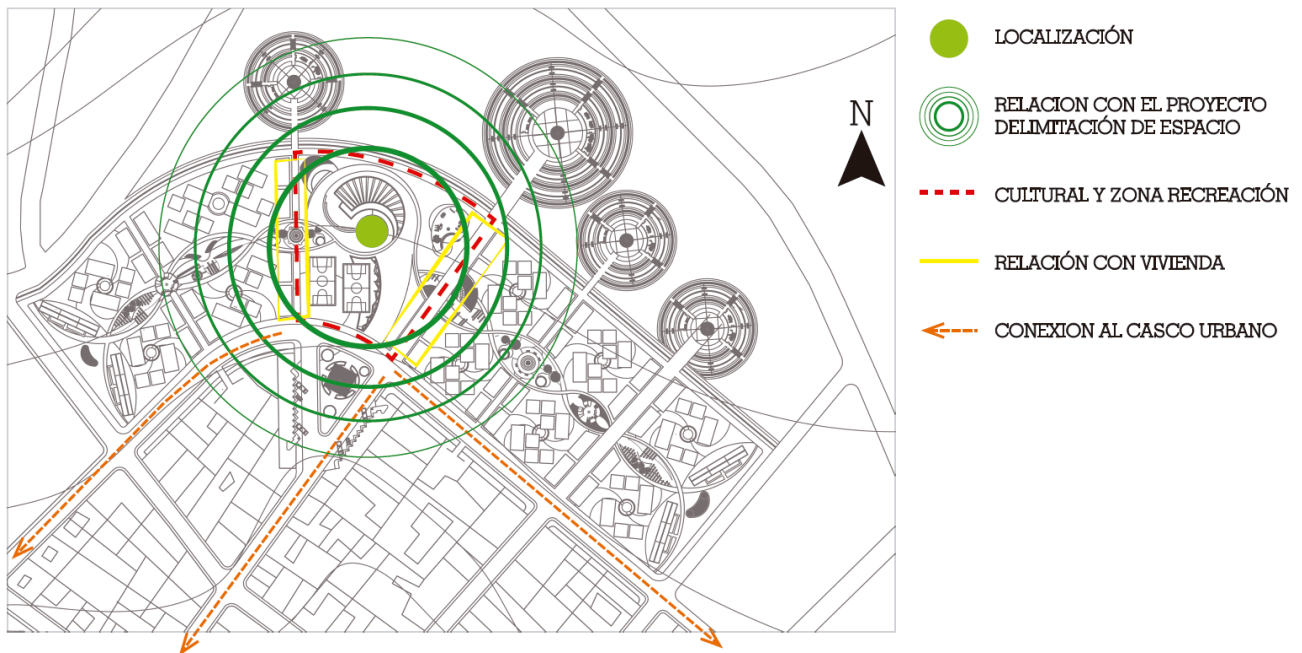 N
LOCALIZACIÓN
RELACION CON EL PROYECTO
DELIMITACIÓN DE ESPACIO
CULTURAL Y ZONA RECREACIÓN
RELACIÓN CON VIVIENDA
CONEXION AL CASCO URBANO